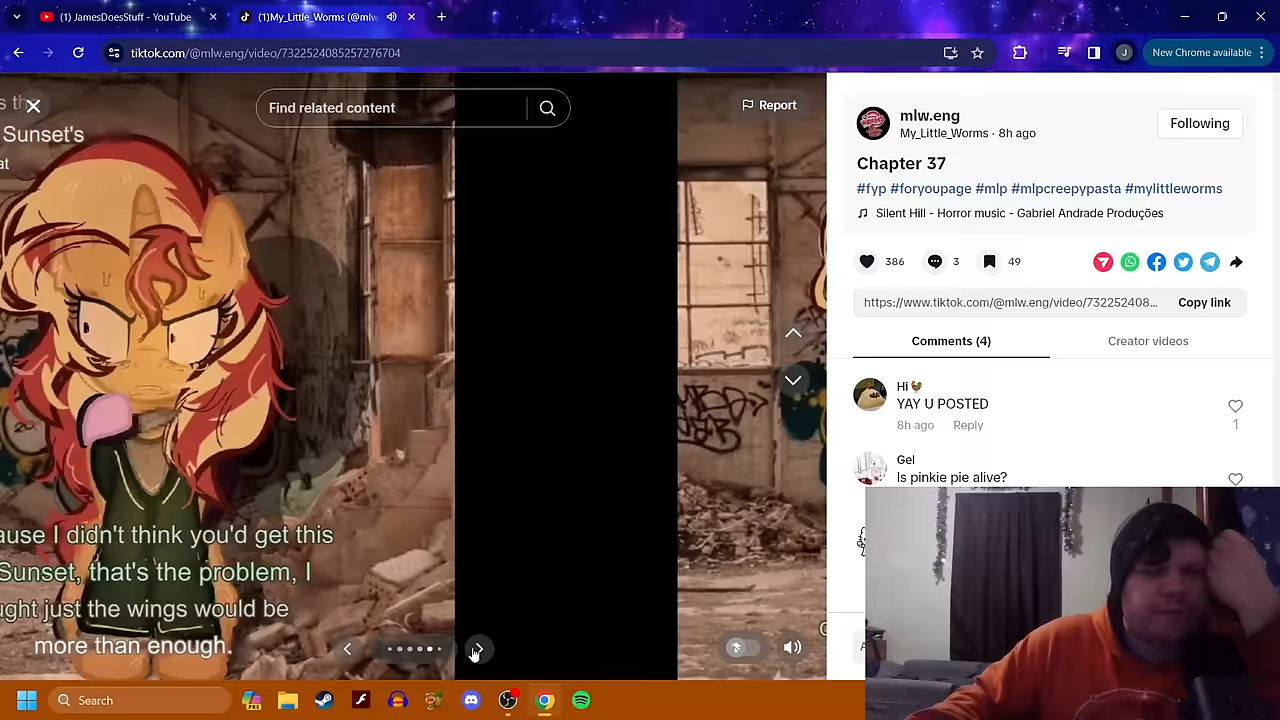 (1) JamesDoesStuff - YouTube
(1)My_Little_Worms (@mlw
tiktok.com/@mlw.eng/video/7322524085257276704
J
New Chrome available
s th
Sunset's
at
Find related content
Report
ause I didn't think you'd get this
Sunset, that's the problem, I
ught just the wings would be
more than enough.
mlw.eng
My_Little_Worms · 8h ago
Following
Chapter 37
#fyp #foryoupage #mlp #mlpcreepypasta #mylittleworms
Silent Hill - Horror music - Gabriel Andrade Produções
386
3
49
https://www.tiktok.com/@mlw.eng/video/732252408...
Copy link
Comments (4)
Creator videos
Hi
YAY U POSTED
8h ago
Reply
1
Gel
Is pinkie pie alive?
Search
PRE